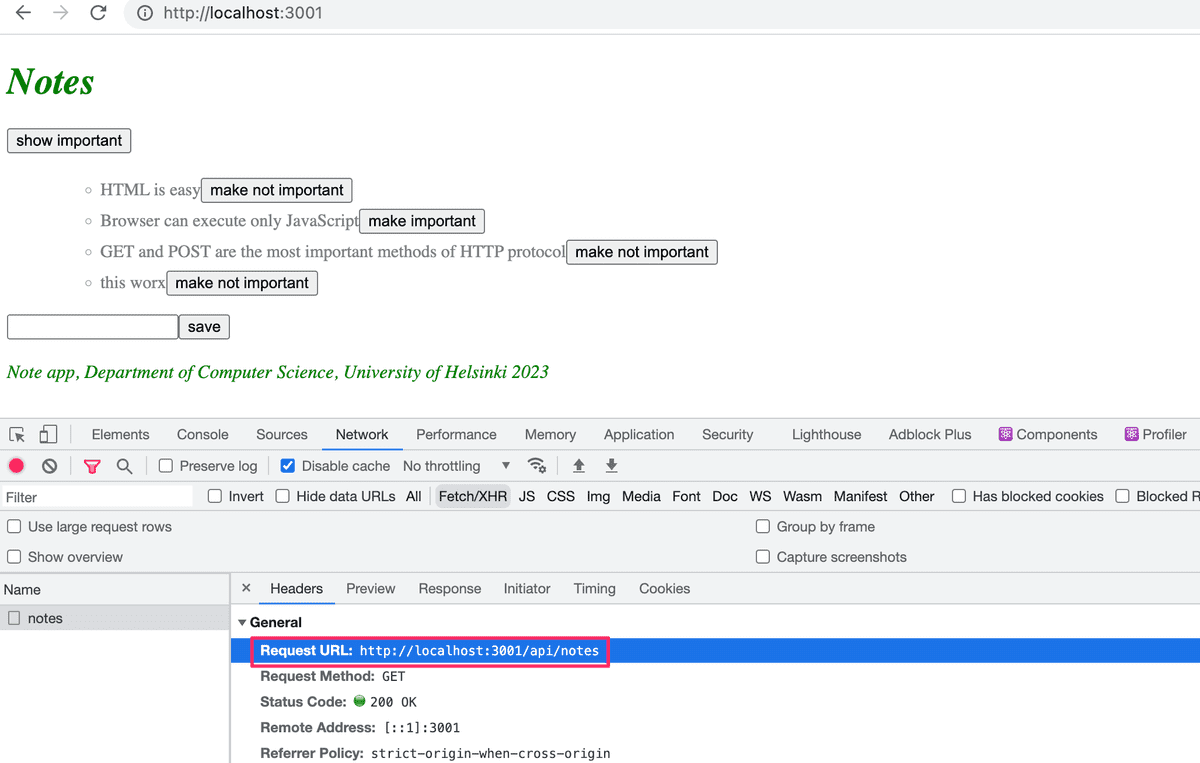 http://localhost:3001
Notes
show important
HTML is easy make not important
Browser can execute only JavaScript make important
GET and POST are the most important methods of HTTP protocol make not important
this worx make not important
save
Note app, Department of Computer Science, University of Helsinki 2023
Elements Console Sources Network Performance Memory Application Security Lighthouse Adblock Plus Components Profiler
Preserve log Disable cache No throttling
Filter Invert Hide data URLs All Fetch/XHR JS CSS Img Media Font Doc WS Wasm Manifest Other Has blocked cookies Blocked R
Use large request rows Group by frame
Show overview Capture screenshots
Name × Headers Preview Response Initiator Timing Cookies
notes
General
Request URL: http://localhost:3001/api/notes
Request Method: GET
Status Code: 200 OK
Remote Address: [::1]:3001
Referrer Policy: strict-origin-when-cross-origin